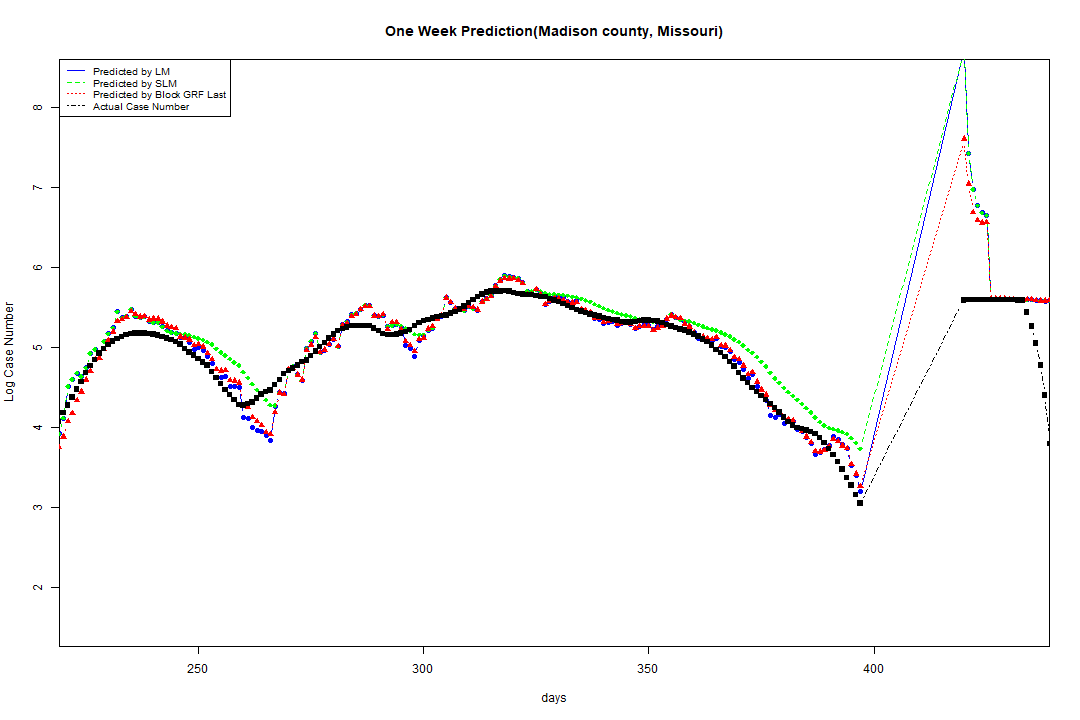 One Week Prediction(Madison county, Missouri)
Predicted by LM
Predicted by SLM
Predicted by Block GRF Last
Actual Case Number
8
7
6
5
4
3
2
Log Case Number
250 300 350 400
days